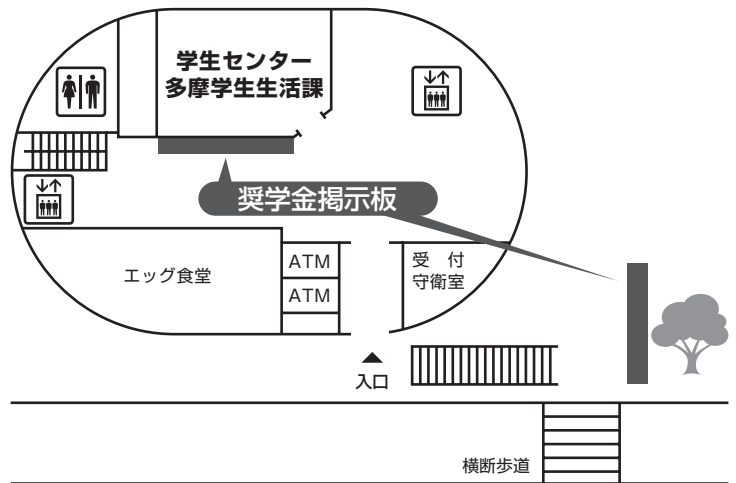 学生センター
多摩学生生活課
奨学金掲示板
エッグ食堂
ATM
ATM
受　付
守衛室
入口
横断歩道